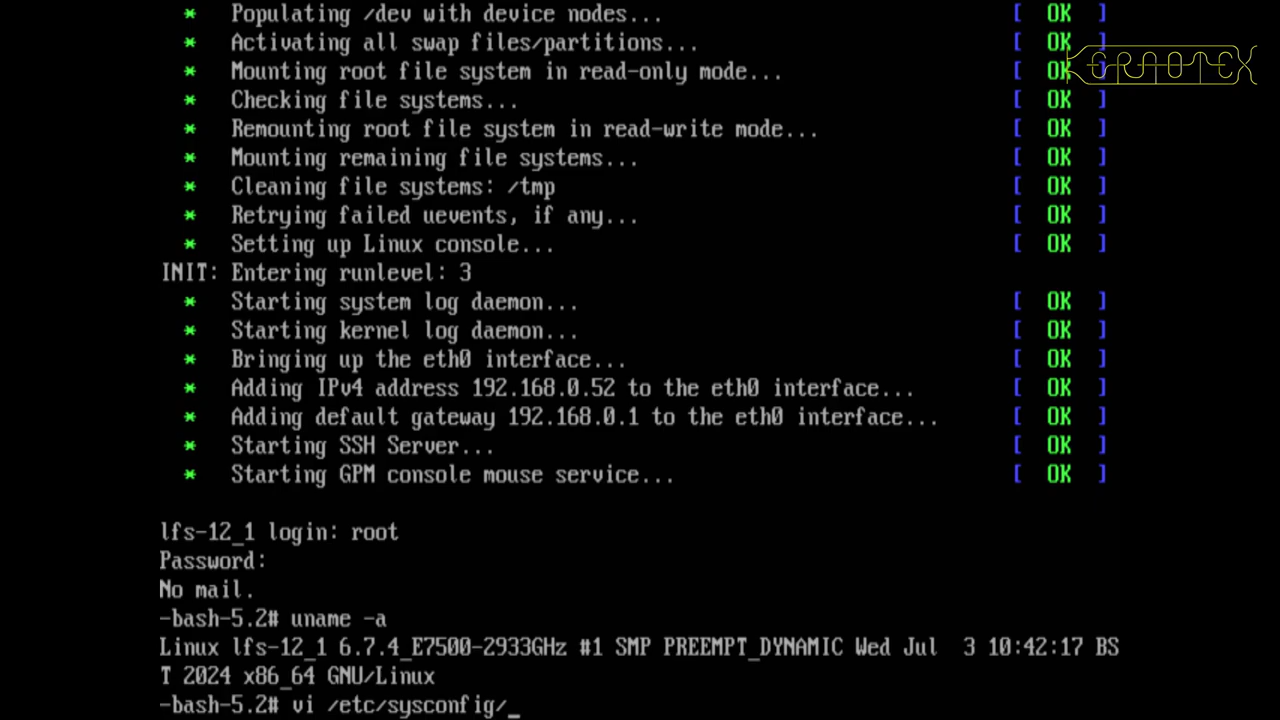 * Populating /dev with device nodes... [ OK ]
* Activating all swap files/partitions... [ OK ]
* Mounting root file system in read-only mode... [ OK ]
* Checking file systems... [ OK ]
* Remounting root file system in read-write mode... [ OK ]
* Mounting remaining file systems... [ OK ]
* Cleaning file systems: /tmp [ OK ]
* Retrying failed uevents, if any... [ OK ]
* Setting up Linux console... [ OK ]
INIT: Entering runlevel: 3
* Starting system log daemon... [ OK ]
* Starting kernel log daemon... [ OK ]
* Bringing up the eth0 interface... [ OK ]
* Adding IPv4 address 192.168.0.52 to the eth0 interface... [ OK ]
* Adding default gateway 192.168.0.1 to the eth0 interface... [ OK ]
* Starting SSH Server... [ OK ]
* Starting GPM console mouse service... [ OK ]
lfs-12_1 login: root
Password:
No mail.
-bash-5.2# uname -a
Linux lfs-12_1 6.7.4_E7500-2933GHz #1 SMP PREEMPT_DYNAMIC Wed Jul  3 10:42:17 BS
T 2024 x86_64 GNU/Linux
-bash-5.2# vi /etc/sysconfig/_